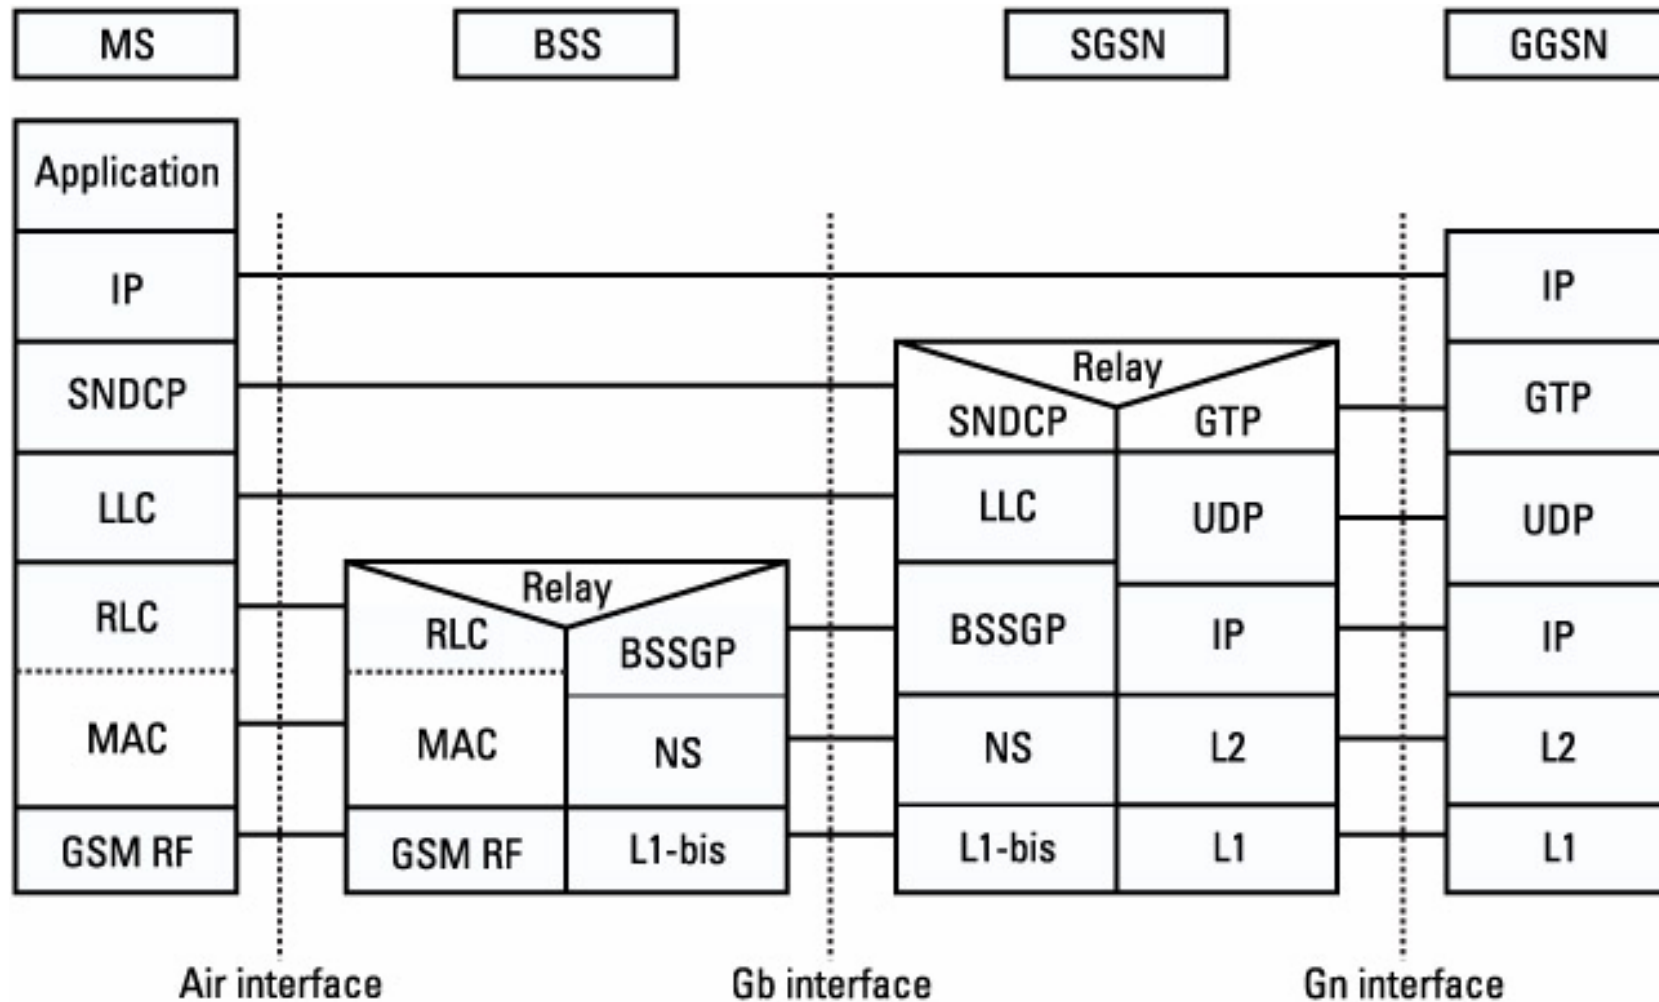 MS
BSS
SGSN
GGSN
Application
IP
IP
SNDCP
Relay
SNDCP
GTP
GTP
LLC
LLC
UDP
UDP
RLC
Relay
RLC
BSSGP
BSSGP
IP
IP
MAC
MAC
NS
NS
L2
L2
GSM RF
GSM RF
L1-bis
L1-bis
L1
L1
Air interface
Gb interface
Gn interface